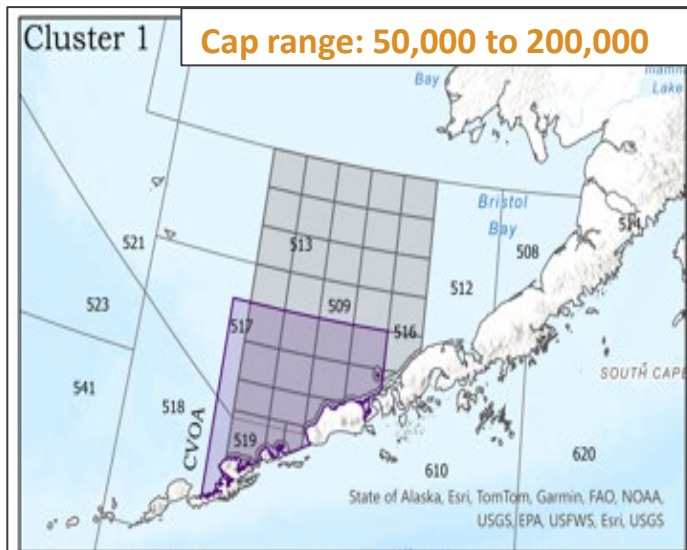 Cluster 1
Cap range: 50,000 to 200,000
Bay
Lake
Bristol
Bay
514
513
521
508
512
523
509
517
516
541
518
SOUTH CAPE
CVOA
519
610
620
State of Alaska, Esri, TomTom, Garmin, FAO, NOAA,
USGS, EPA, USFWS, Esri, USGS